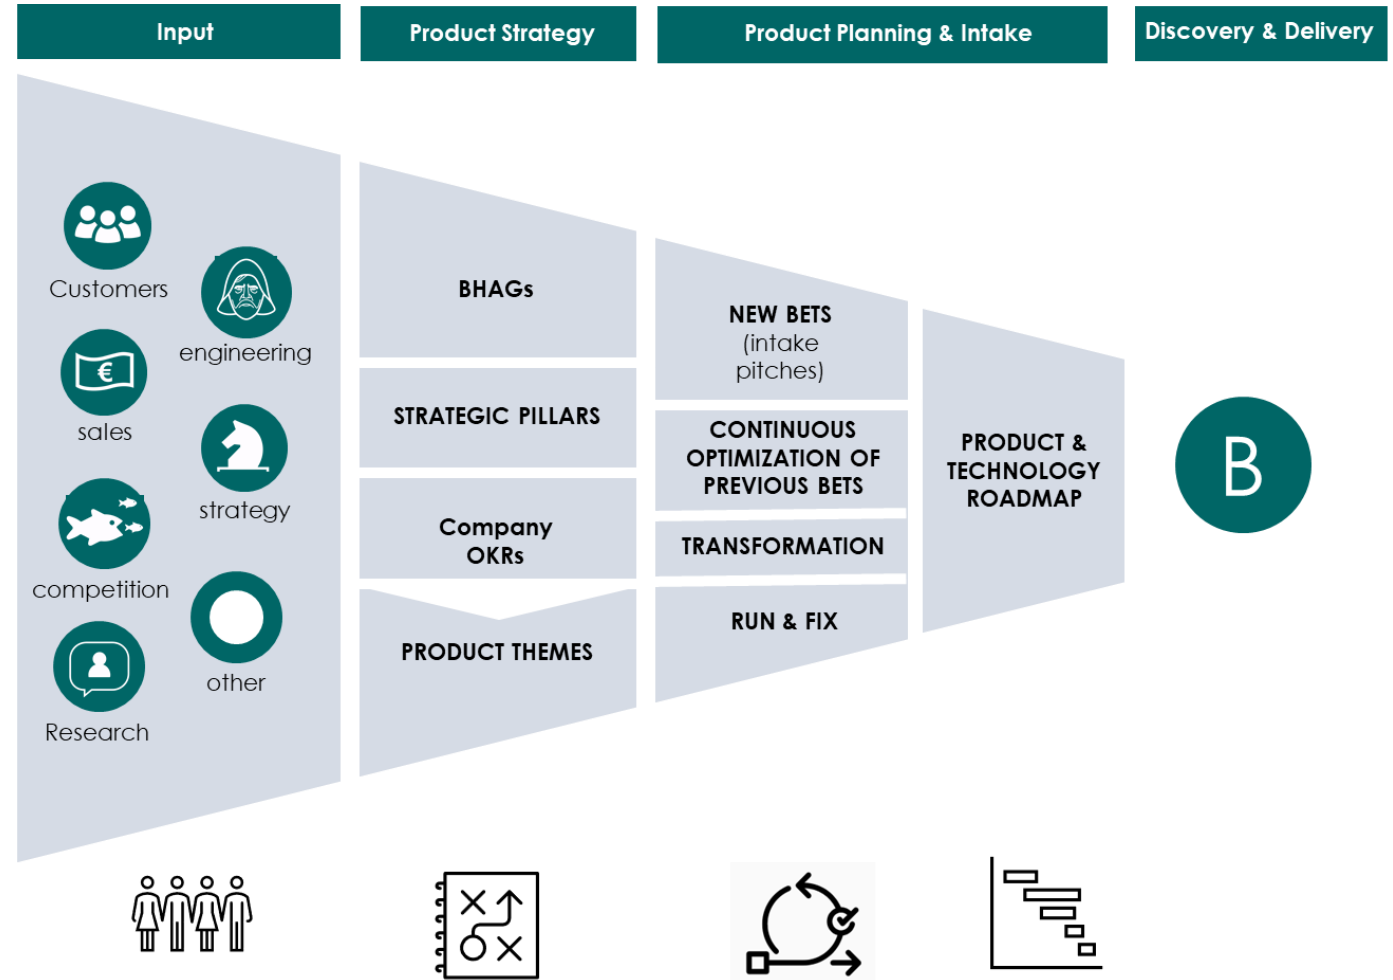 Input
Product Strategy
Product Planning & Intake
Discovery & Delivery
Customers
engineering
€
sales
strategy
competition
other
Research
BHAGs
STRATEGIC PILLARS
Company
OKRs
PRODUCT THEMES
NEW BETS
(intake
pitches)
CONTINUOUS
OPTIMIZATION OF
PREVIOUS BETS
TRANSFORMATION
RUN & FIX
PRODUCT &
TECHNOLOGY
ROADMAP
B